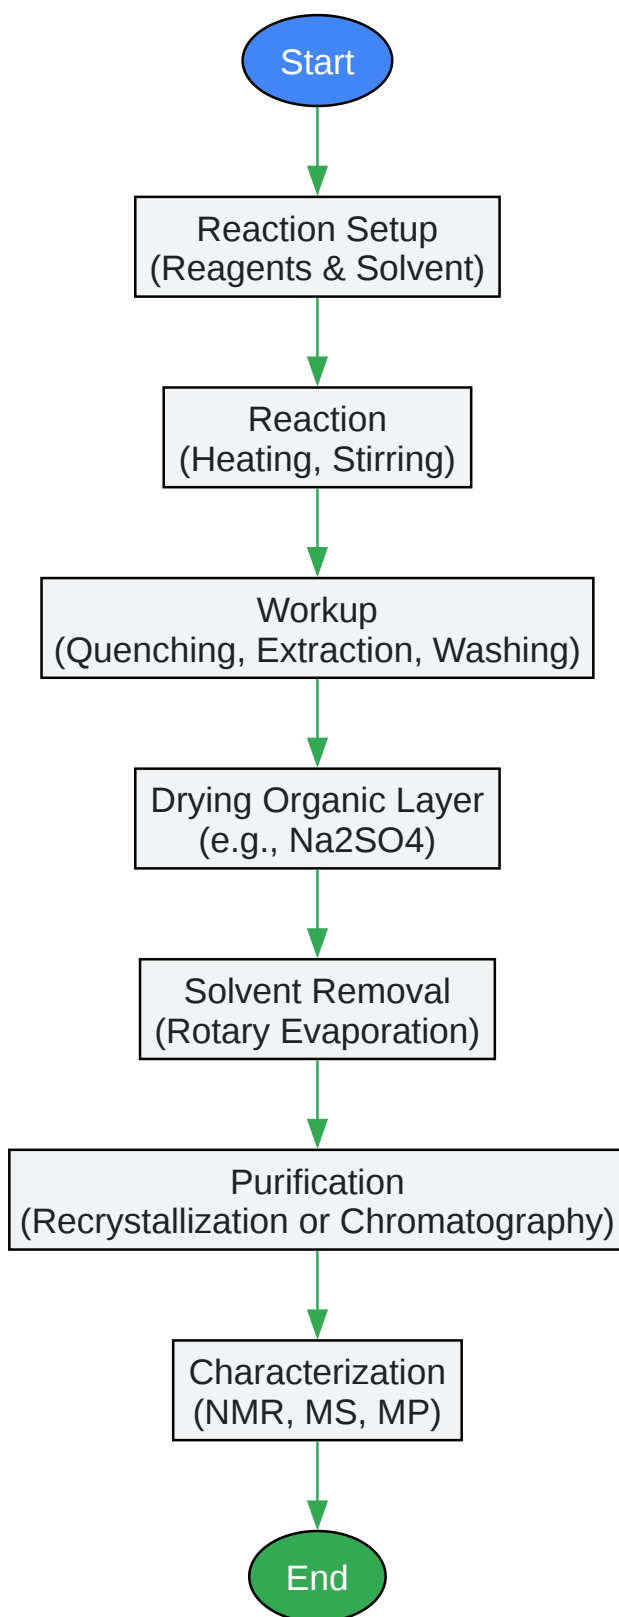 Start
Reaction Setup
(Reagents & Solvent)
Reaction
(Heating, Stirring)
Workup
(Quenching, Extraction, Washing)
Drying Organic Layer
(e.g., Na2SO4)
Solvent Removal
(Rotary Evaporation)
Purification
(Recrystallization or Chromatography)
Characterization
(NMR, MS, MP)
End